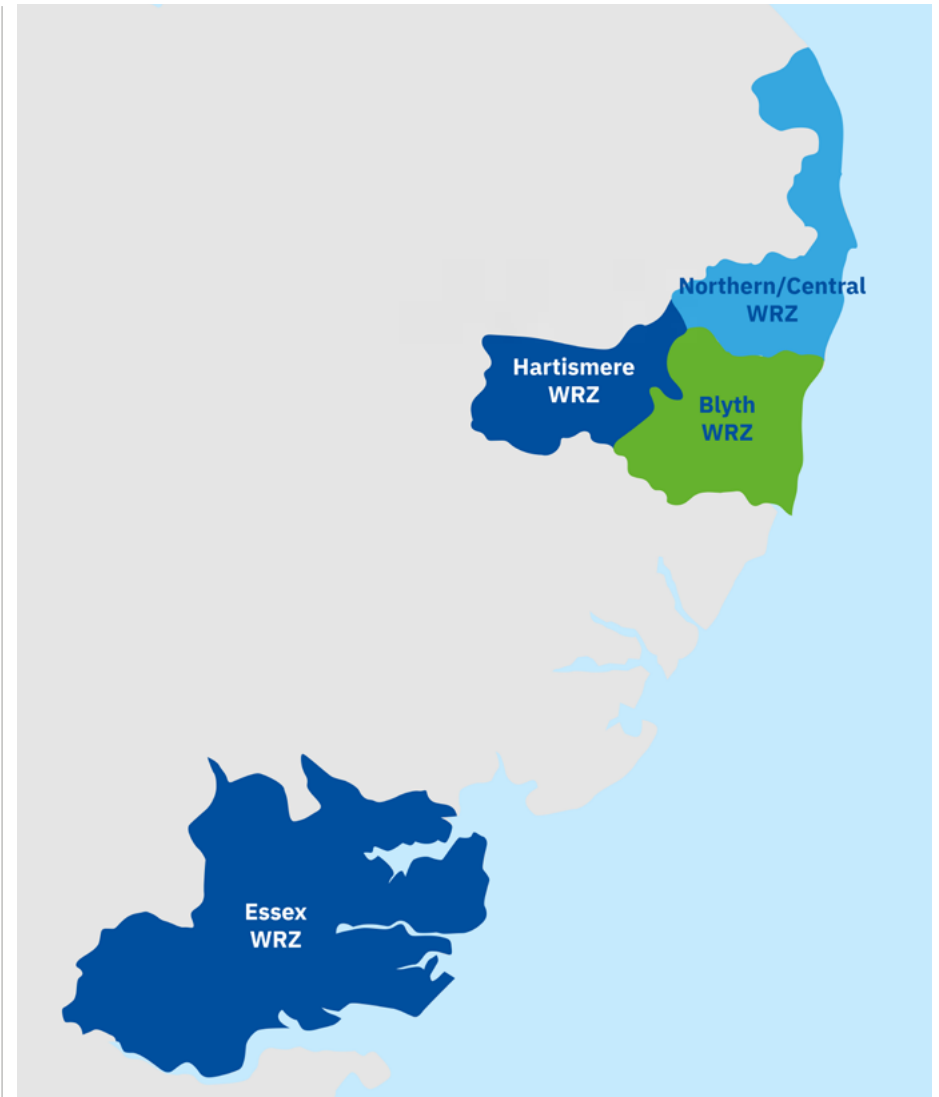 Northern/Central
WRZ
Hartismere
WRZ
Blyth
WRZ
Essex
WRZ